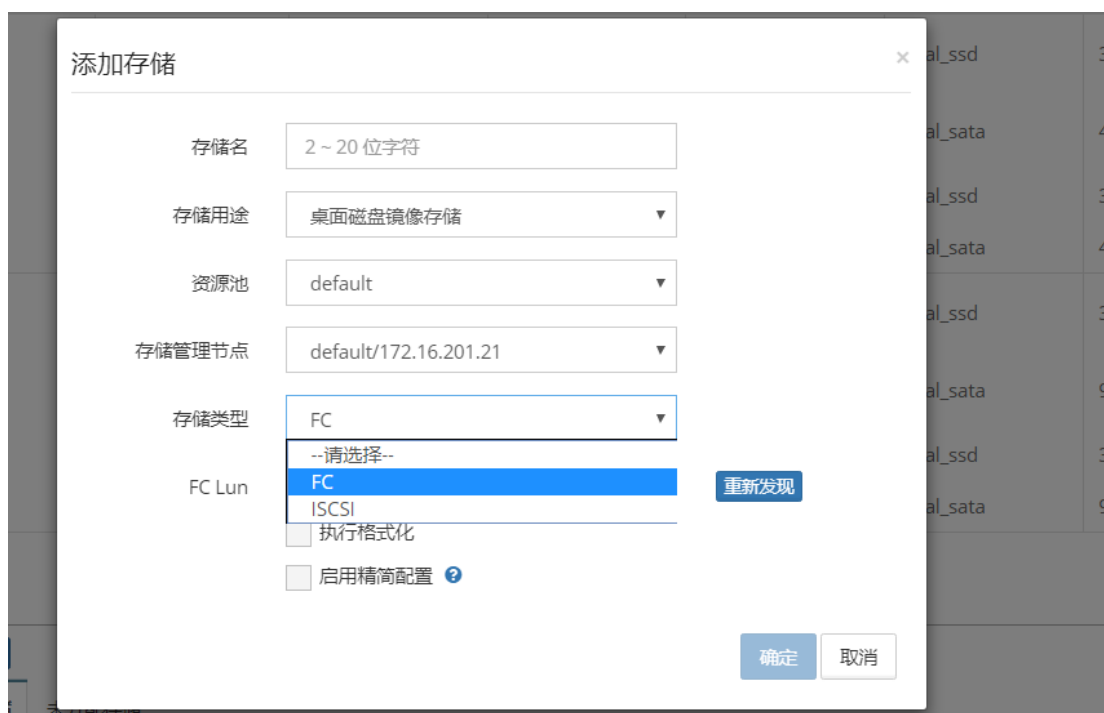 添加存储 ×
存储名 2 ~ 20 位字符
存储用途 桌面磁盘镜像存储
资源池 default
存储管理节点 default/172.16.201.21
存储类型 FC
--请选择--
FC
ISCSI
FC Lun 重新发现
执行格式化
启用精简配置 ?
确定 取消
al_ssd
al_sata
al_ssd
al_sata
al_ssd
al_sata
al_ssd
al_sata